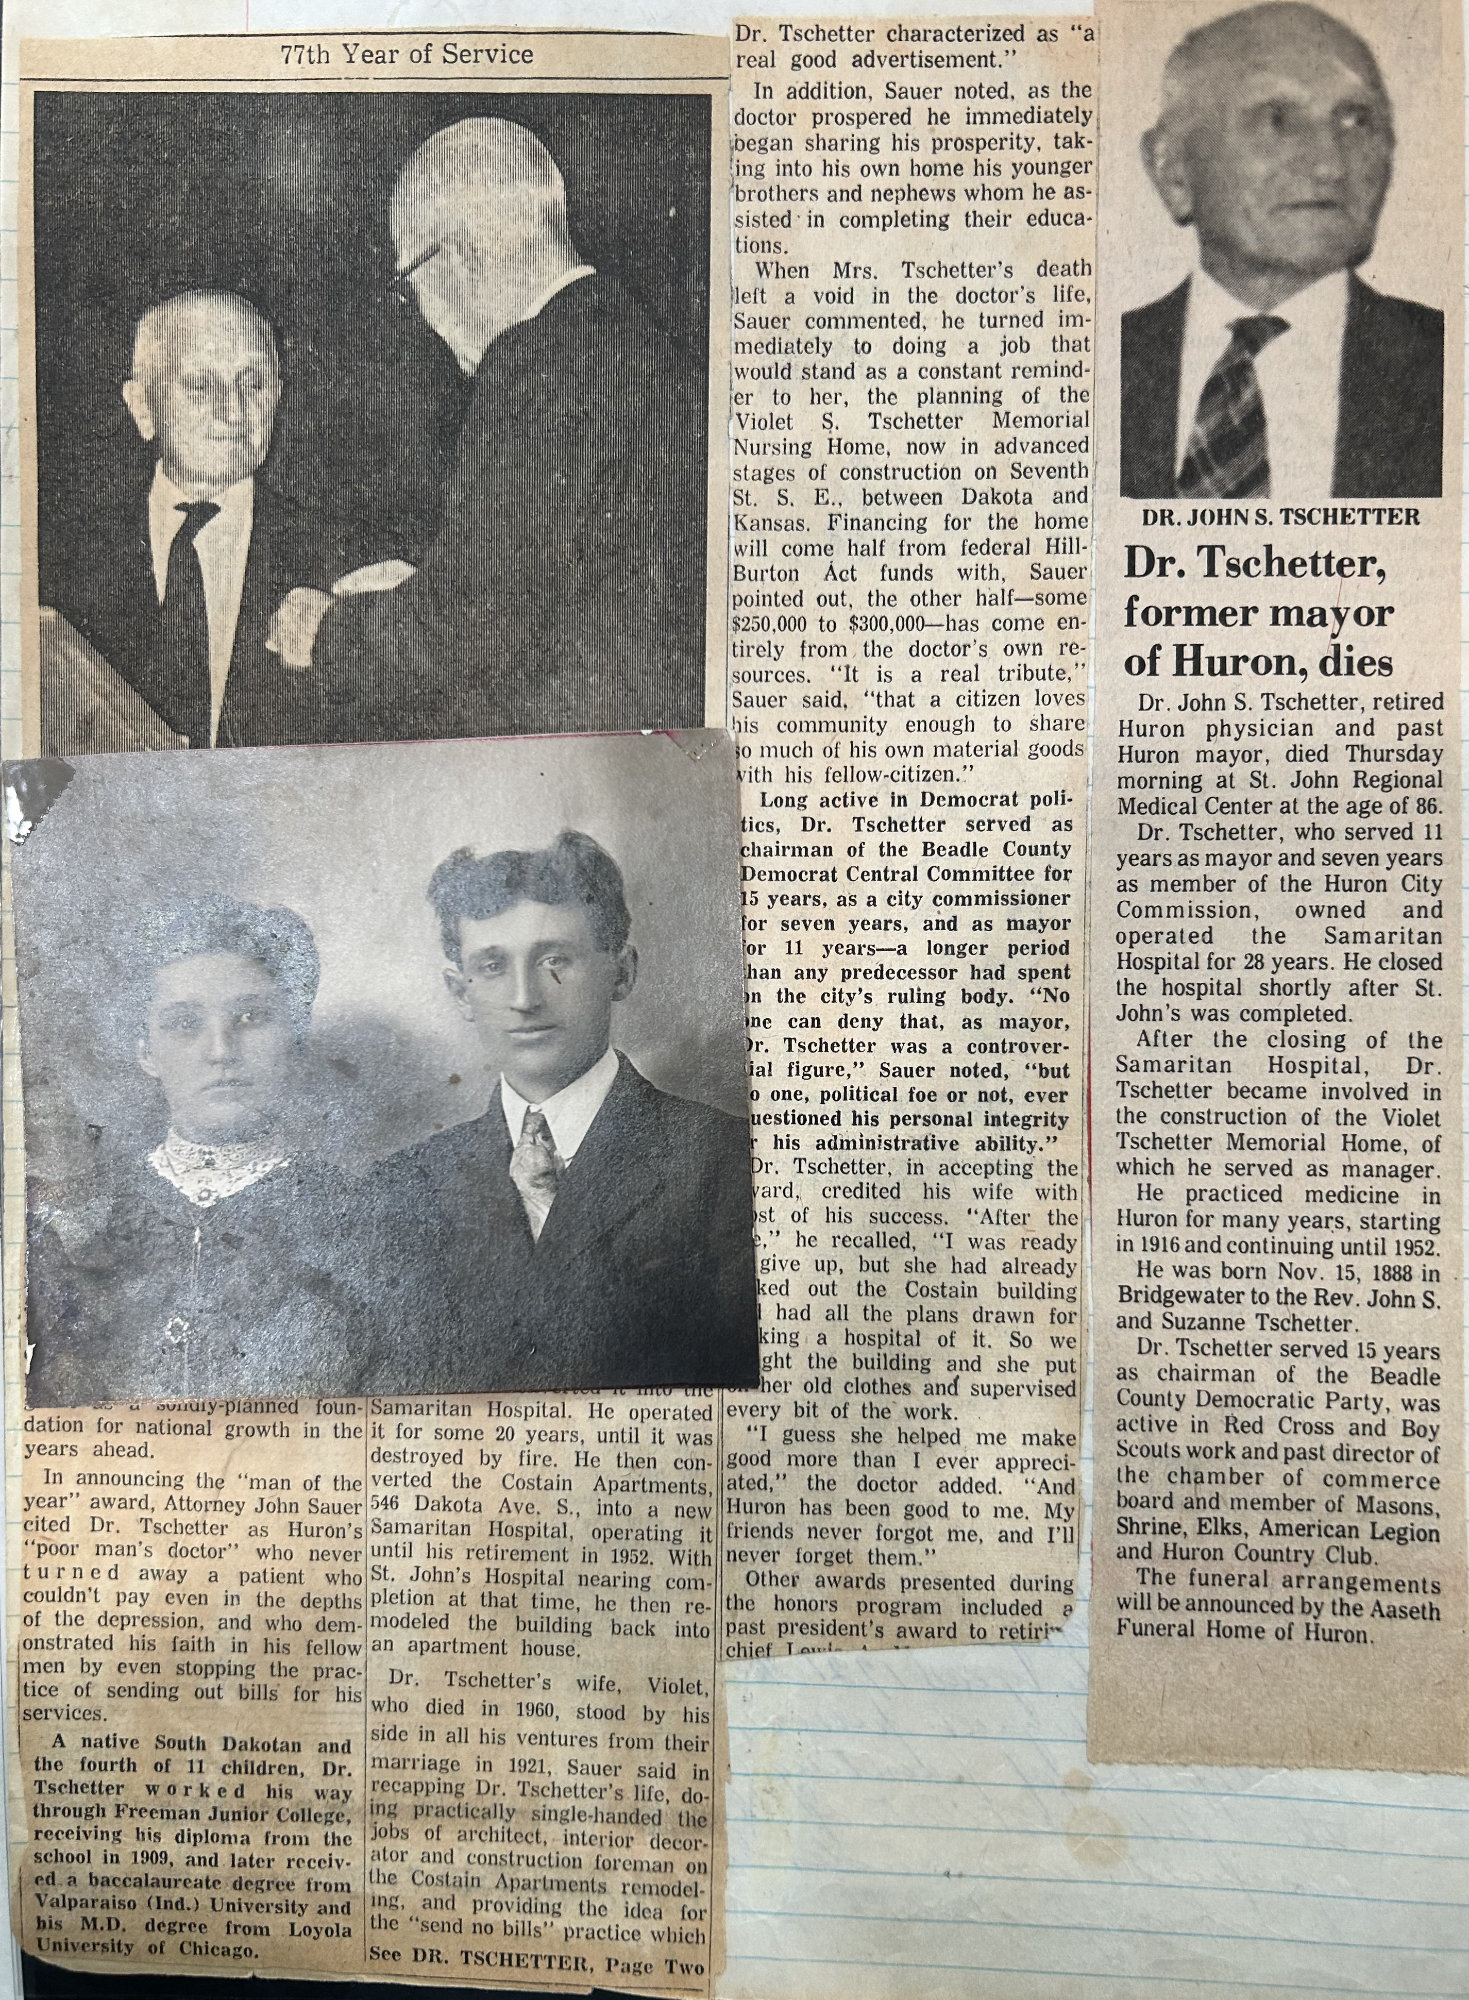 77th Year of Service
dation for national growth in the
years ahead.
In announcing the "man of the
year" award, Attorney John Sauer
cited Dr. Tschetter as Huron's
"poor man's doctor" who never
turned away a patient who
couldn't pay even in the depths
of the depression, and who dem-
onstrated his faith in his fellow
men by even stopping the prac-
tice of sending out bills for his
services.
A native South Dakotan and
the fourth of 11 children, Dr.
Tschetter worked his way
through Freeman Junior College,
receiving his diploma from the
school in 1909, and later receiv-
ed a baccalaureate degree from
Valparaiso (Ind.) University and
his M.D. degree from Loyola
University of Chicago.
it into the
Samaritan Hospital. He operated
it for some 20 years, until it was
destroyed by fire. He then con-
verted the Costain Apartments,
546 Dakota Ave. S., into a new
Samaritan Hospital, operating it
until his retirement in 1952. With
St. John's Hospital nearing com-
pletion at that time, he then re-
modeled the building back into
an apartment house.
Dr. Tschetter's wife, Violet,
who died in 1960, stood by his
side in all his ventures from their
marriage in 1921, Sauer said in
recapping Dr. Tschetter's life, do-
ing practically single-handed the
jobs of architect, interior decor-
ator and construction foreman on
the Costain Apartments remodel-
ing, and providing the idea for
the "send no bills" practice which
See DR. TSCHETTER, Page Two
Dr. Tschetter characterized as "a
real good advertisement."
In addition, Sauer noted, as the
doctor prospered he immediately
began sharing his prosperity, tak-
ing into his own home his younger
brothers and nephews whom he as-
sisted in completing their educa-
tions.
When Mrs. Tschetter's death
left a void in the doctor's life,
Sauer commented, he turned im-
mediately to doing a job that
would stand as a constant remind-
er to her, the planning of the
Violet S. Tschetter Memorial
Nursing Home, now in advanced
stages of construction on Seventh
St. S. E., between Dakota and
Kansas. Financing for the home
will come half from federal Hill-
Burton Act funds with, Sauer
pointed out, the other half—some
$250,000 to $300,000—has come en-
tirely from the doctor's own re-
sources. "It is a real tribute,"
Sauer said, "that a citizen loves
his community enough to share
so much of his own material goods
with his fellow-citizen."
Long active in Democrat poli-
tics, Dr. Tschetter served as
chairman of the Beadle County
Democrat Central Committee for
15 years, as a city commissioner
for seven years, and as mayor
for 11 years—a longer period
than any predecessor had spent
on the city's ruling body. "No
one can deny that, as mayor,
Dr. Tschetter was a controver-
ial figure," Sauer noted, "but
o one, political foe or not, ever
uestioned his personal integrity
r his administrative ability."
Dr. Tschetter, in accepting the
ward, credited his wife with
ost of his success. "After the
e," he recalled, "I was ready
give up, but she had already
ked out the Costain building
had all the plans drawn for
king a hospital of it. So we
ght the building and she put
her old clothes and supervised
every bit of the work.
"I guess she helped me make
good more than I ever appreci-
ated," the doctor added. "And
Huron has been good to me. My
friends never forgot me, and I'll
never forget them."
Other awards presented during
the honors program included a
past president's award to retiri
chief
DR. JOHN S. TSCHETTER
Dr. Tschetter,
former mayor
of Huron, dies
Dr. John S. Tschetter, retired
Huron physician and past
Huron mayor, died Thursday
morning at St. John Regional
Medical Center at the age of 86.
Dr. Tschetter, who served 11
years as mayor and seven years
as member of the Huron City
Commission, owned and
operated the Samaritan
Hospital for 28 years. He closed
the hospital shortly after St.
John's was completed.
After the closing of the
Samaritan Hospital, Dr.
Tschetter became involved in
the construction of the Violet
Tschetter Memorial Home, of
which he served as manager.
He practiced medicine in
Huron for many years, starting
in 1916 and continuing until 1952.
He was born Nov. 15, 1888 in
Bridgewater to the Rev. John S.
and Suzanne Tschetter.
Dr. Tschetter served 15 years
as chairman of the Beadle
County Democratic Party, was
active in Red Cross and Boy
Scouts work and past director of
the chamber of commerce
board and member of Masons,
Shrine, Elks, American Legion
and Huron Country Club.
The funeral arrangements
will be announced by the Aaseth
Funeral Home of Huron.